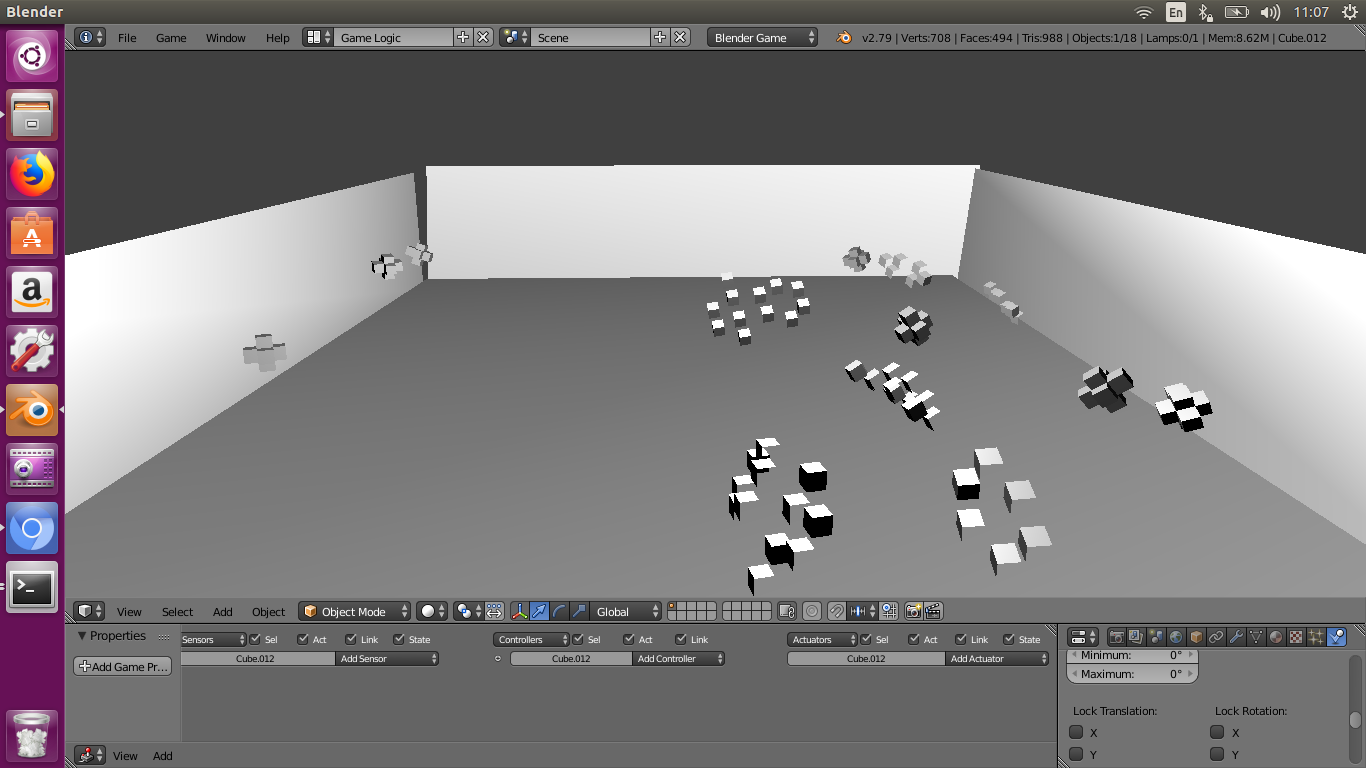 Blender
En
11:07
File Game Window Help Game Logic Scene Blender Game v2.79 | Verts:708 | Faces:494 | Tris:988 | Objects:1/18 | Lamps:0/1 | Mem:8.62M | Cube.012
View Select Add Object Object Mode Global
Properties
Sensors Sel Act Link State Controllers Sel Act Link Actuators Sel Act Link State
Add Game Pr... Cube.012 Add Sensor Cube.012 Add Controller Cube.012 Add Actuator
Minimum: 0°
Maximum: 0°
Lock Translation: Lock Rotation:
X X
Y Y
View Add